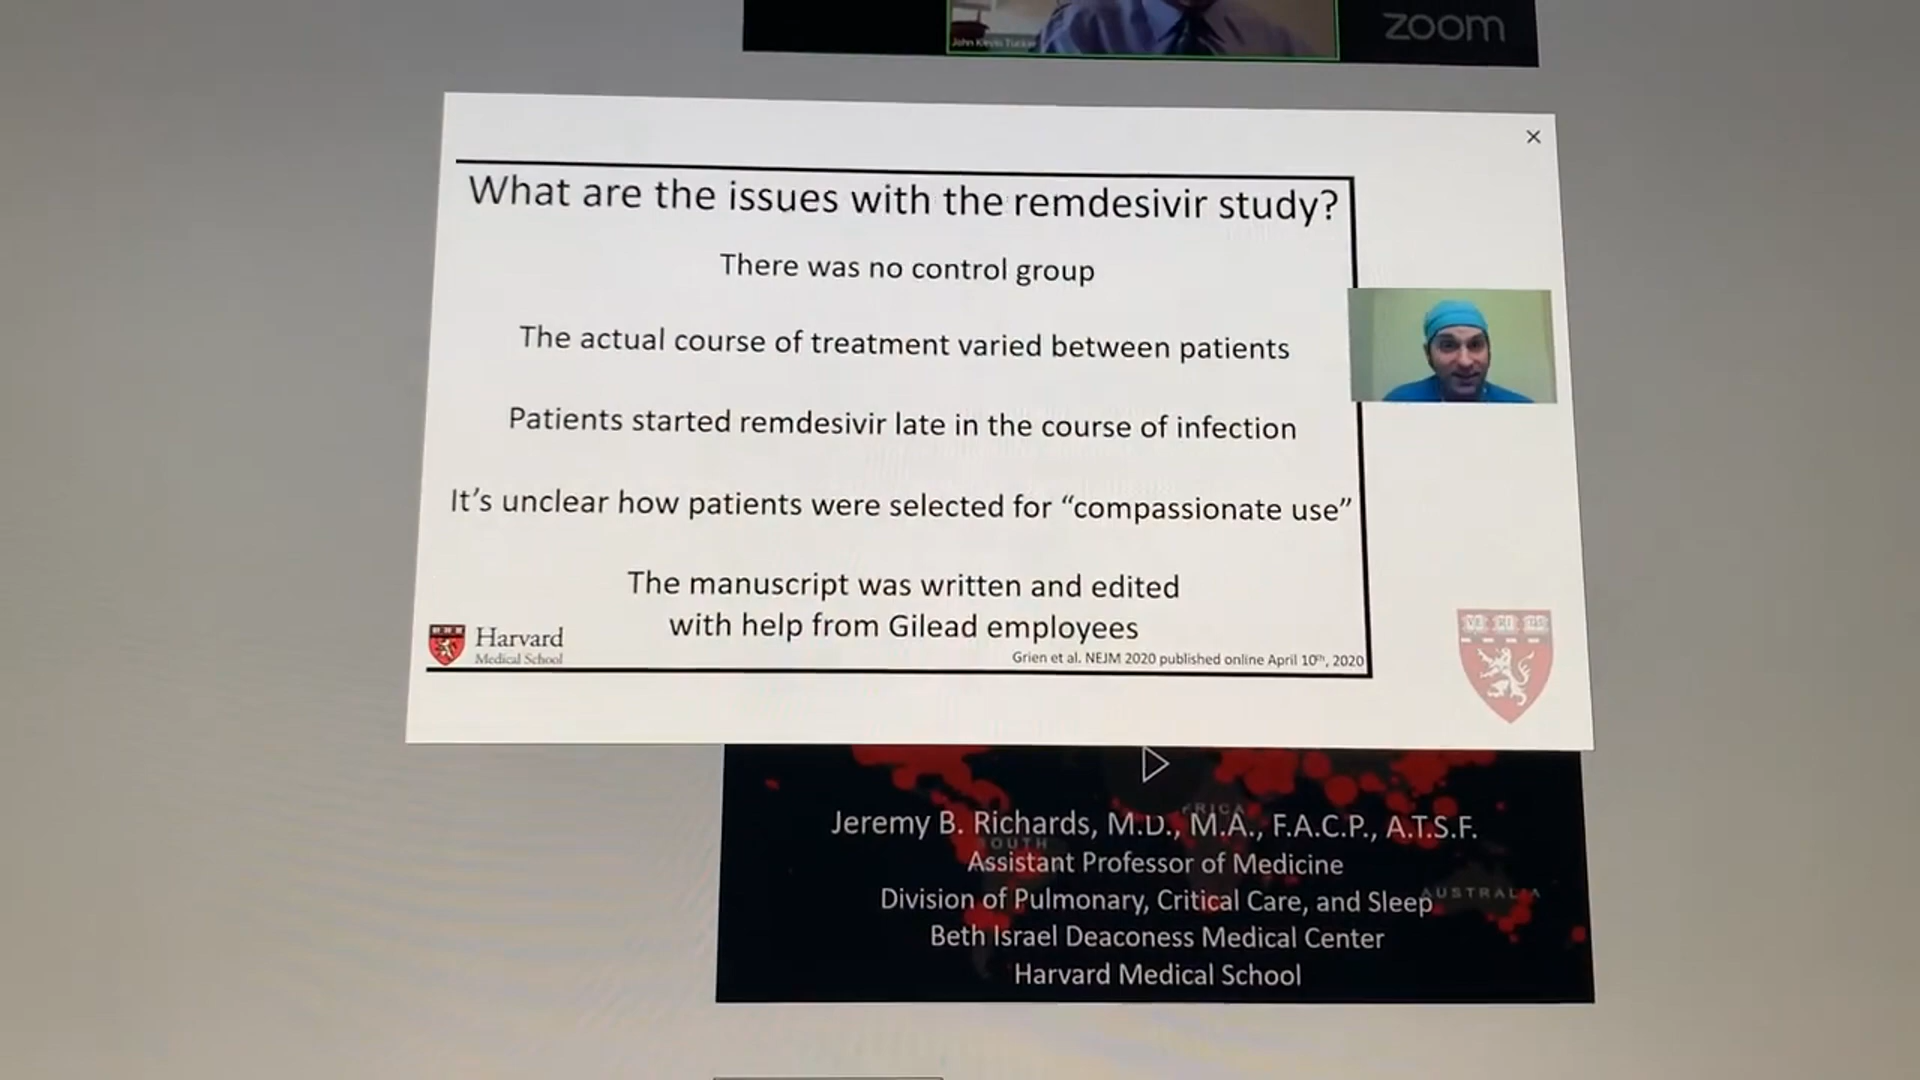 John Kevin Tucker
zoom
×
What are the issues with the remdesivir study?
There was no control group
The actual course of treatment varied between patients
Patients started remdesivir late in the course of infection
It’s unclear how patients were selected for “compassionate use”
The manuscript was written and edited
with help from Gilead employees
Harvard
Medical School
Grien et al. NEJM 2020 published online April 10th, 2020
VE RI TAS
Jeremy B. Richards, M.D., M.A., F.A.C.P., A.T.S.F.
Assistant Professor of Medicine
Division of Pulmonary, Critical Care, and Sleep
AUSTRALIA
Beth Israel Deaconess Medical Center
Harvard Medical School